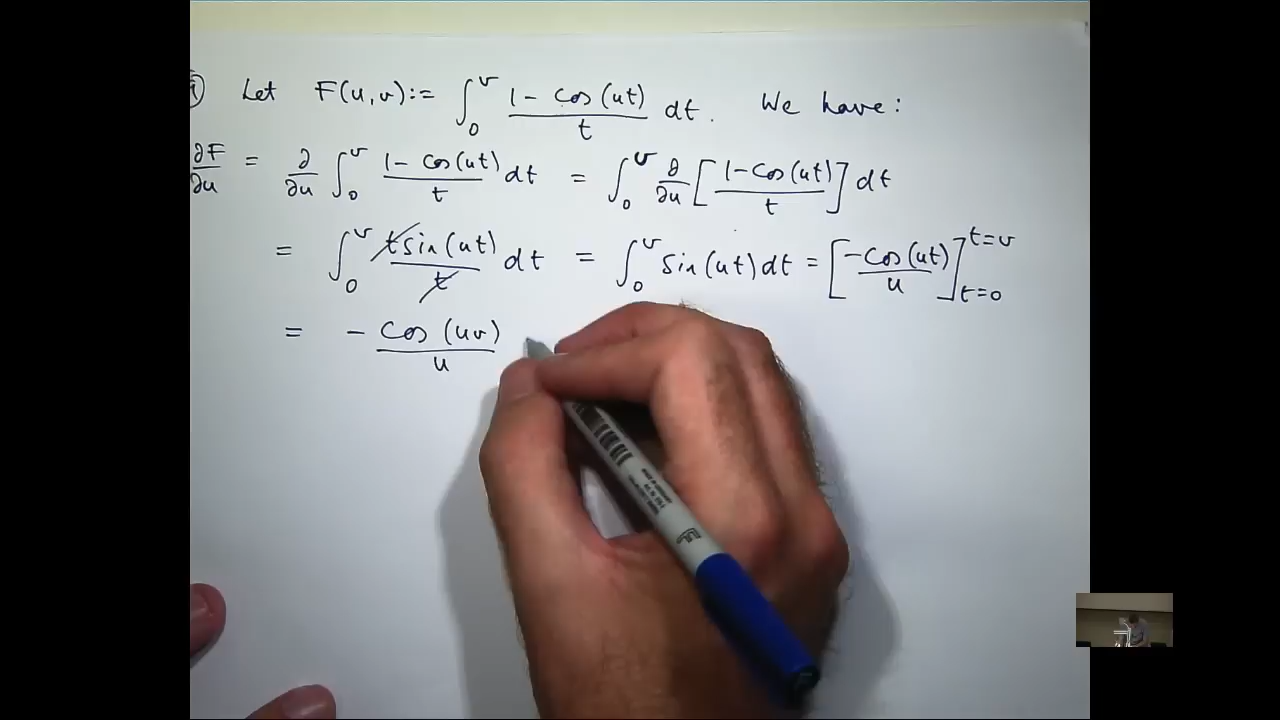 Let F(u,v):= ∫₀^v (1 - cos(ut))/t dt. We have:
∂F/∂u = ∂/∂u ∫₀^v (1 - cos(ut))/t dt = ∫₀^v ∂/∂u [(1 - cos(ut))/t] dt
= ∫₀^v t sin(ut)/t dt = ∫₀^v sin(ut) dt = [-cos(ut)/u]_{t=0}^{t=v}
= - cos(uv)/u